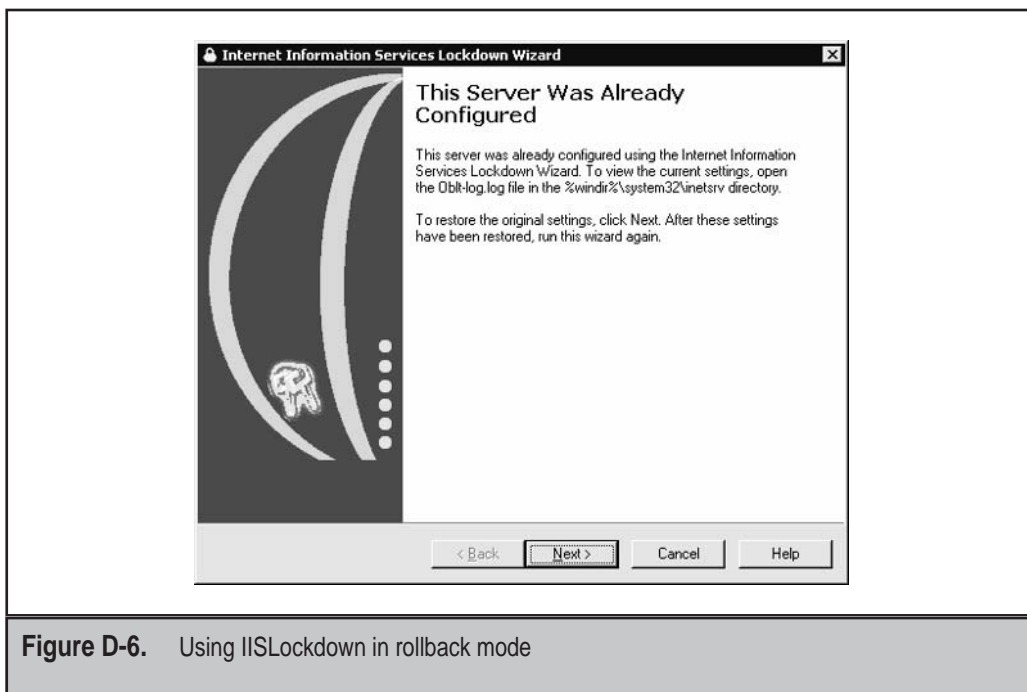 Internet Information Services Lockdown Wizard
This Server Was Already
Configured
This server was already configured using the Internet Information
Services Lockdown Wizard. To view the current settings, open
the Oblt-log.log file in the %windir%\system32\inetsrv directory.
To restore the original settings, click Next. After these settings
have been restored, run this wizard again.
< Back Next > Cancel Help
Figure D-6. Using IISLockdown in rollback mode